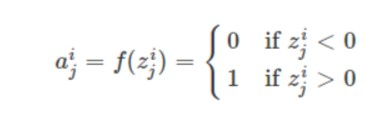 a_j^i = f(z_j^i) = { 0 if z_j^i < 0
1 if z_j^i > 0